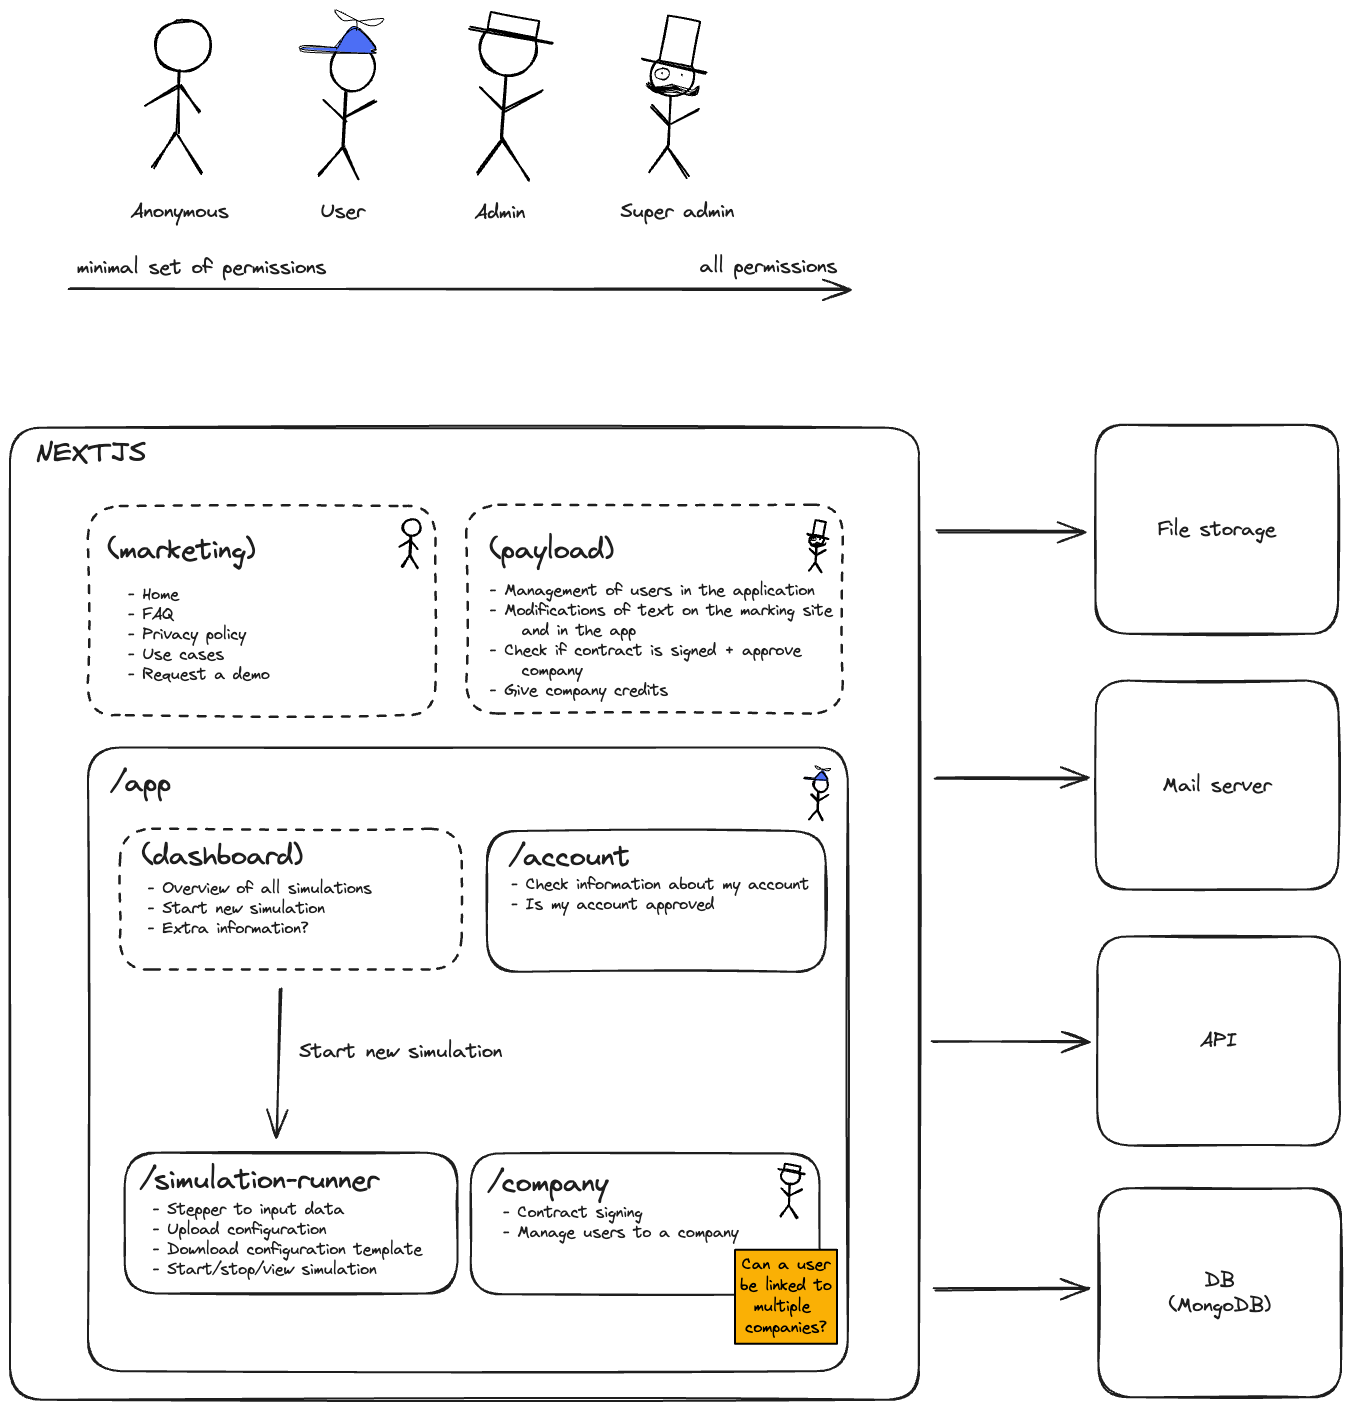 Anonymous
User
Admin
Super admin
minimal set of permissions
all permissions
NEXTJS
(marketing)
- Home
- FAQ
- Privacy policy
- Use cases
- Request a demo
(payload)
- Management of users in the application
- Modifications of text on the marking site
and in the app
- Check if contract is signed + approve
company
- Give company credits
/app
(dashboard)
- Overview of all simulations
- Start new simulation
- Extra information?
/account
- Check information about my account
- Is my account approved
Start new simulation
/simulation-runner
- Stepper to input data
- Upload configuration
- Download configuration template
- Start/stop/view simulation
/company
- Contract signing
- Manage users to a company
Can a user
be linked to
multiple
companies?
File storage
Mail server
API
DB
(MongoDB)